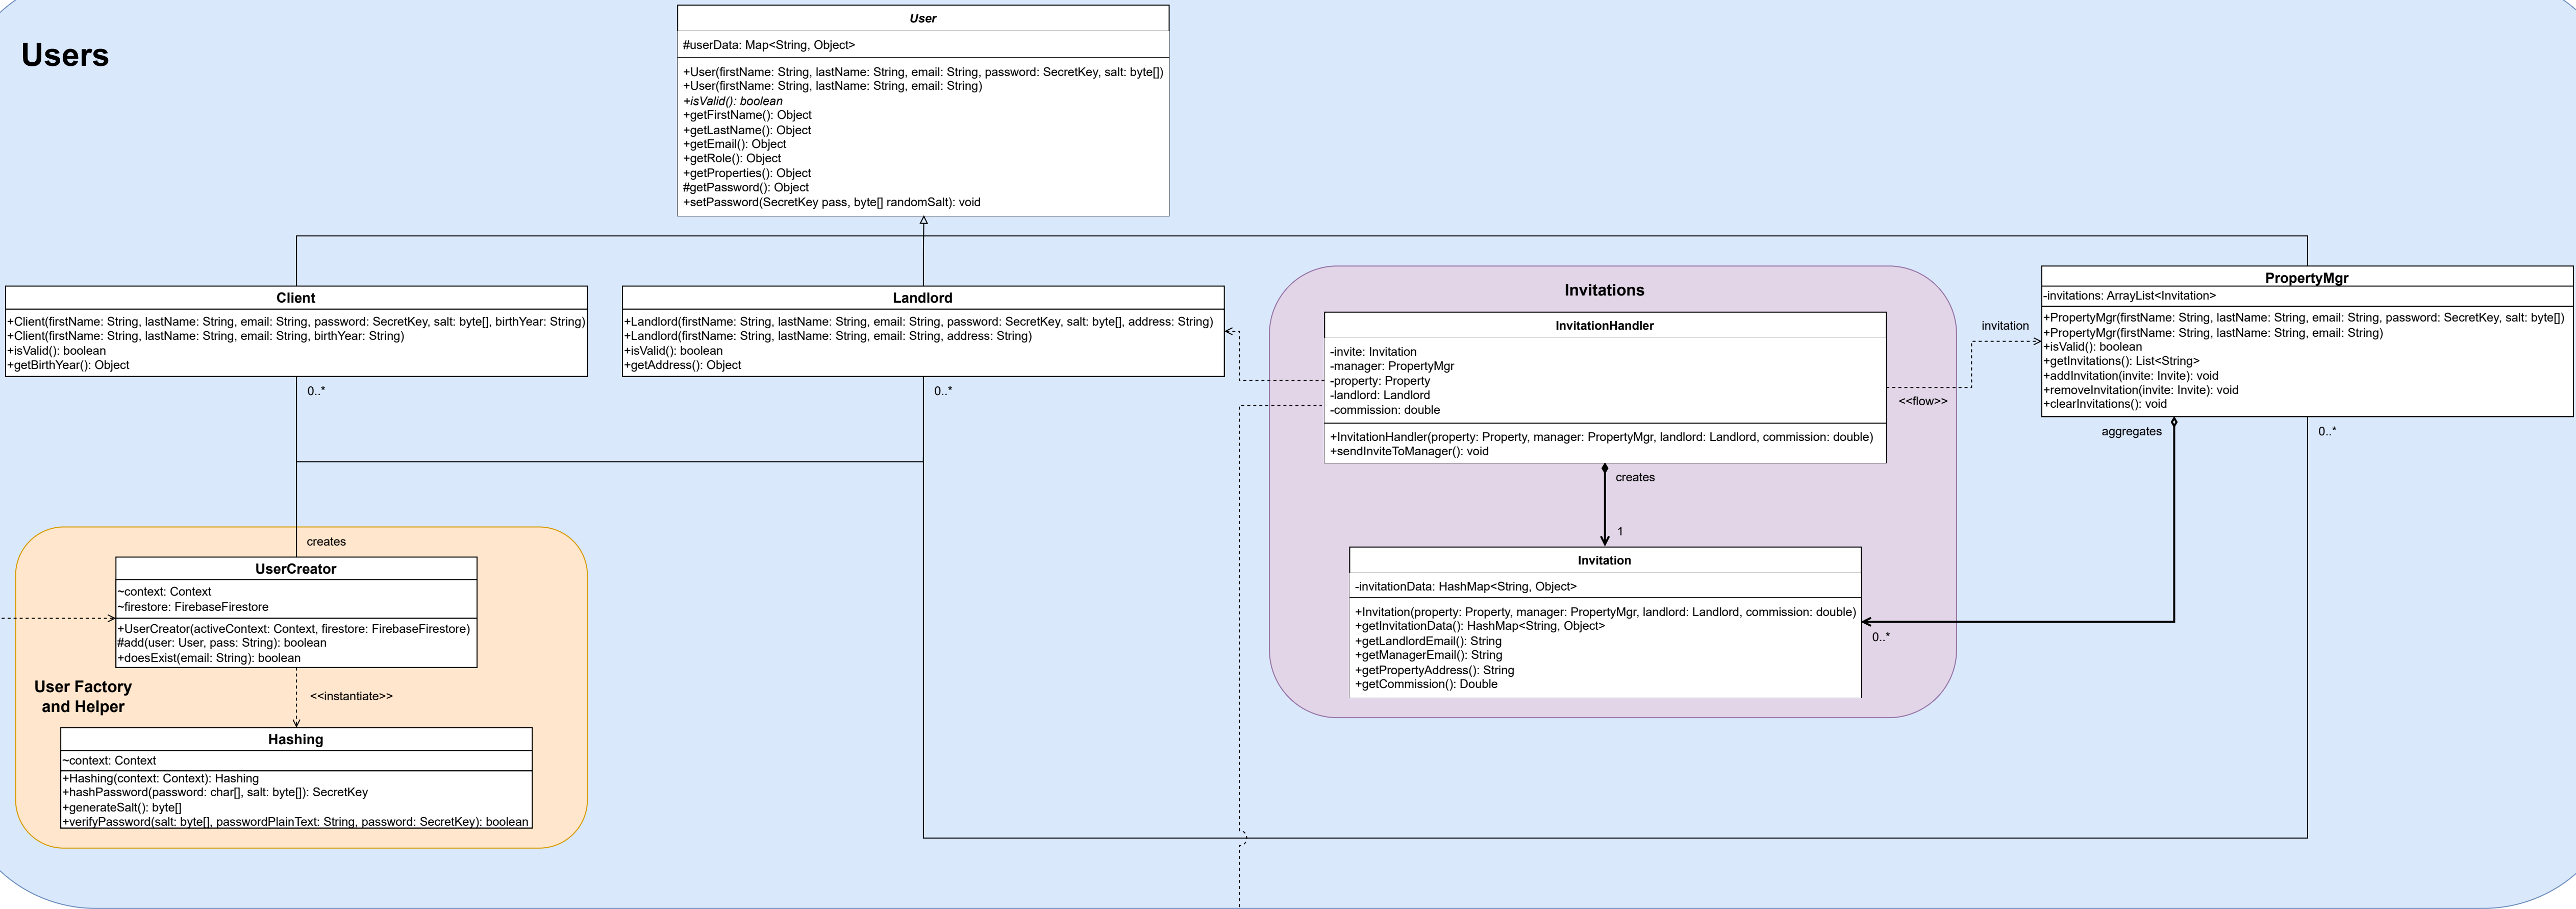 Users
User
#userData: Map<String, Object>
+User(firstName: String, lastName: String, email: String, password: SecretKey, salt: byte[])
+User(firstName: String, lastName: String, email: String)
+isValid(): boolean
+getFirstName(): Object
+getLastName(): Object
+getEmail(): Object
+getRole(): Object
+getProperties(): Object
#getPassword(): Object
+setPassword(SecretKey pass, byte[] randomSalt): void
Client
+Client(firstName: String, lastName: String, email: String, password: SecretKey, salt: byte[], birthYear: String)
+Client(firstName: String, lastName: String, email: String, birthYear: String)
+isValid(): boolean
+getBirthYear(): Object
0..*
Landlord
+Landlord(firstName: String, lastName: String, email: String, password: SecretKey, salt: byte[], address: String)
+Landlord(firstName: String, lastName: String, email: String, address: String)
+isValid(): boolean
+getAddress(): Object
0..*
Invitations
InvitationHandler
-invite: Invitation
-manager: PropertyMgr
-property: Property
-landlord: Landlord
-commission: double
+InvitationHandler(property: Property, manager: PropertyMgr, landlord: Landlord, commission: double)
+sendInviteToManager(): void
invitation
<<flow>>
PropertyMgr
-invitations: ArrayList<Invitation>
+PropertyMgr(firstName: String, lastName: String, email: String, password: SecretKey, salt: byte[])
+PropertyMgr(firstName: String, lastName: String, email: String)
+isValid(): boolean
+getInvitations(): List<String>
+addInvitation(invite: Invite): void
+removeInvitation(invite: Invite): void
+clearInvitations(): void
aggregates
0..*
creates
1
Invitation
-invitationData: HashMap<String, Object>
+Invitation(property: Property, manager: PropertyMgr, landlord: Landlord, commission: double)
+getInvitationData(): HashMap<String, Object>
+getLandlordEmail(): String
+getManagerEmail(): String
+getPropertyAddress(): String
+getCommission(): Double
0..*
creates
UserCreator
~context: Context
~firestore: FirebaseFirestore
+UserCreator(activeContext: Context, firestore: FirebaseFirestore)
#add(user: User, pass: String): boolean
+doesExist(email: String): boolean
User Factory
and Helper
<<instantiate>>
Hashing
~context: Context
+Hashing(context: Context): Hashing
+hashPassword(password: char[], salt: byte[]): SecretKey
+generateSalt(): byte[]
+verifyPassword(salt: byte[], passwordPlainText: String, password: SecretKey): boolean